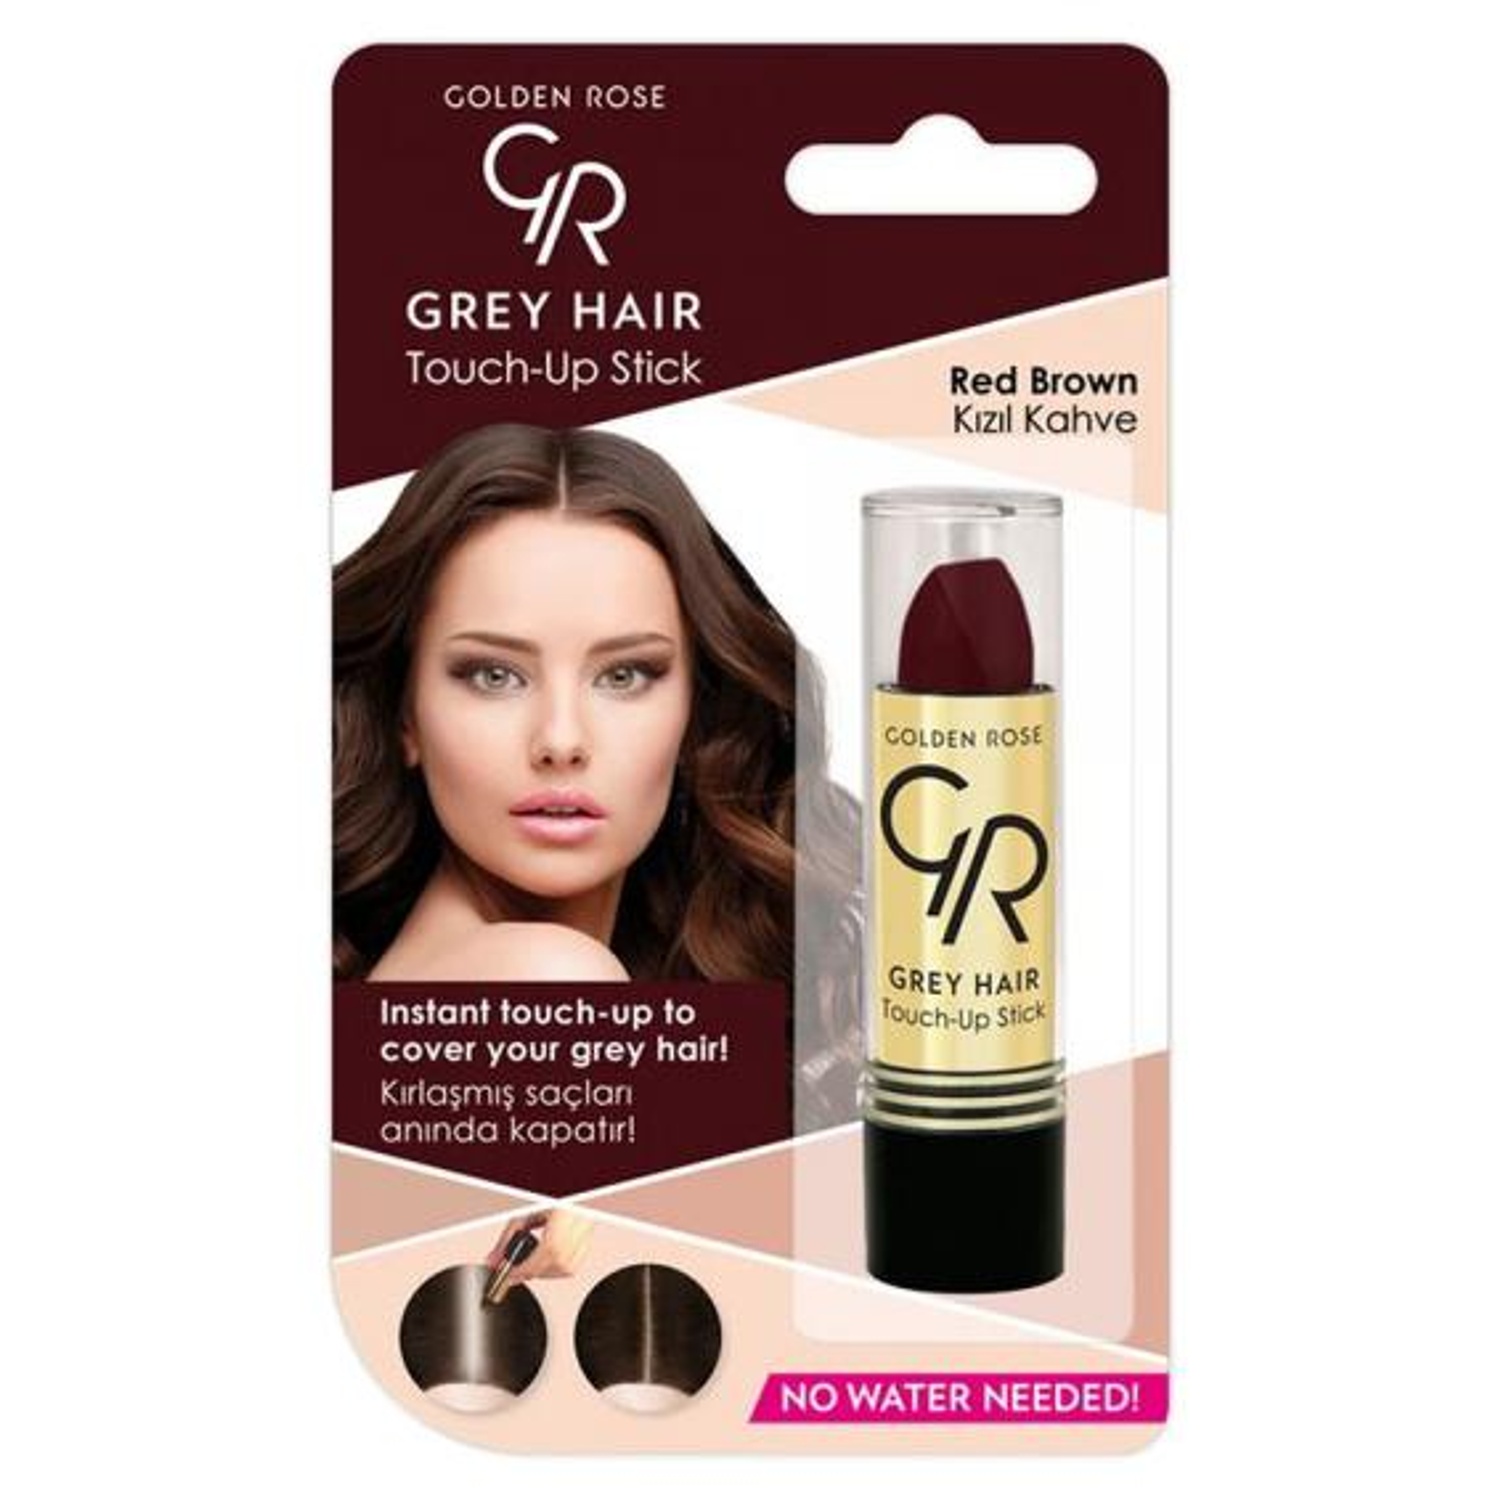 GOLDEN ROSE
GR
GREY HAIR
Touch-Up Stick
Red Brown
Kızıl Kahve
GOLDEN ROSE
GR
GREY HAIR
Touch-Up Stick
Instant touch-up to
cover your grey hair!
Kırlaşmış saçları
anında kapatır!
NO WATER NEEDED!